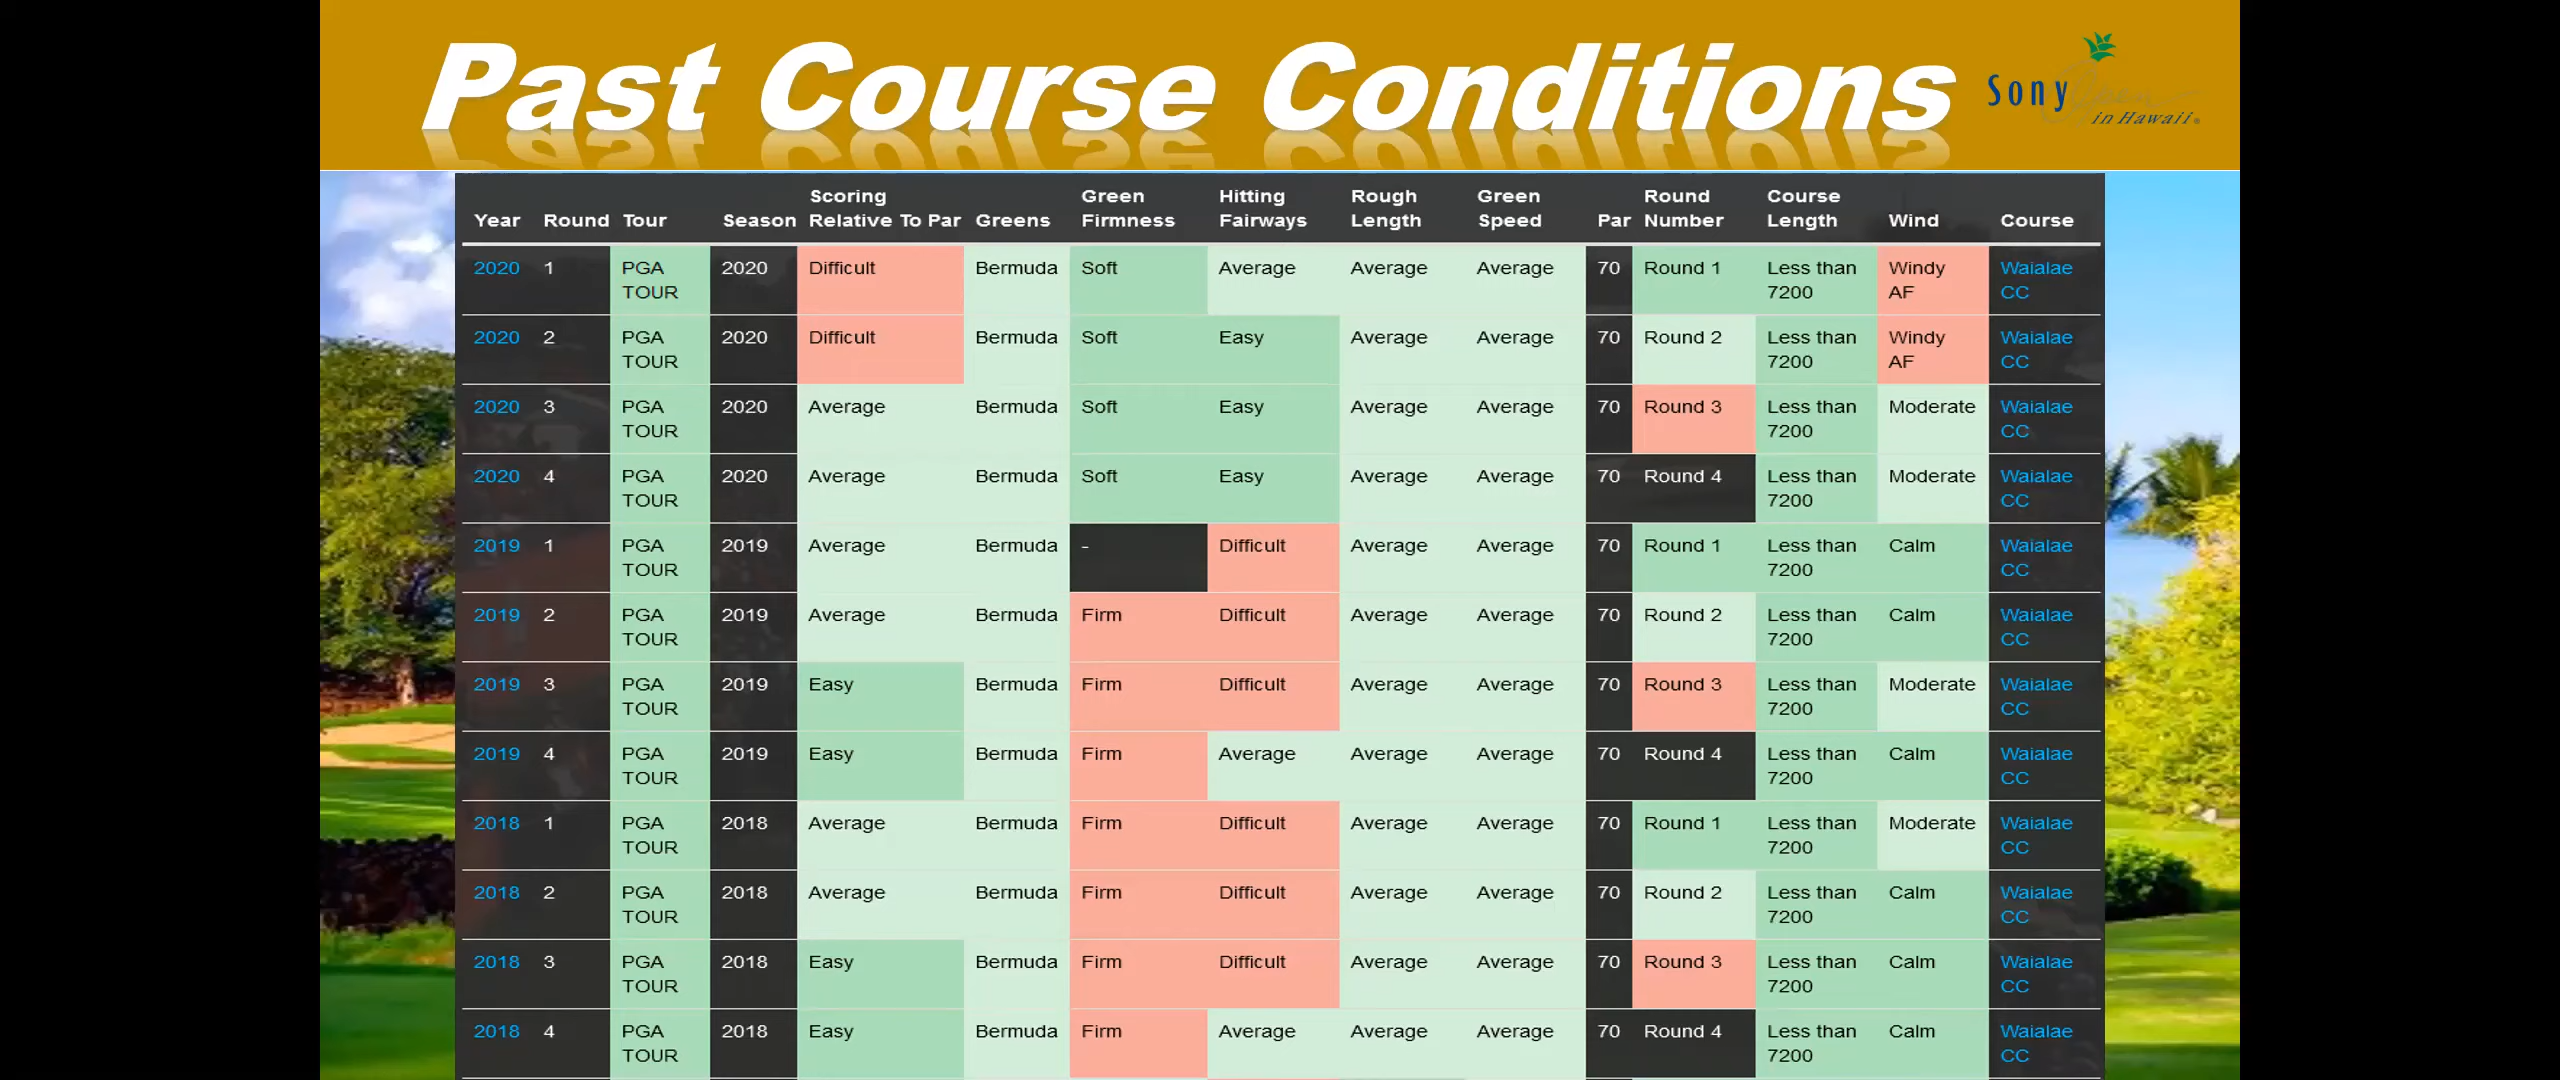 Past Course Conditions
Sony Open
in Hawaii
Year Round Tour Season Scoring Relative To Par Greens Green Firmness Hitting Fairways Rough Length Green Speed Par Round Number Course Length Wind Course
2020 1 PGA TOUR 2020 Difficult Bermuda Soft Average Average Average 70 Round 1 Less than 7200 Windy AF Waialae CC
2020 2 PGA TOUR 2020 Difficult Bermuda Soft Easy Average Average 70 Round 2 Less than 7200 Windy AF Waialae CC
2020 3 PGA TOUR 2020 Average Bermuda Soft Easy Average Average 70 Round 3 Less than 7200 Moderate Waialae CC
2020 4 PGA TOUR 2020 Average Bermuda Soft Easy Average Average 70 Round 4 Less than 7200 Moderate Waialae CC
2019 1 PGA TOUR 2019 Average Bermuda - Difficult Average Average 70 Round 1 Less than 7200 Calm Waialae CC
2019 2 PGA TOUR 2019 Average Bermuda Firm Difficult Average Average 70 Round 2 Less than 7200 Calm Waialae CC
2019 3 PGA TOUR 2019 Easy Bermuda Firm Difficult Average Average 70 Round 3 Less than 7200 Moderate Waialae CC
2019 4 PGA TOUR 2019 Easy Bermuda Firm Average Average Average 70 Round 4 Less than 7200 Calm Waialae CC
2018 1 PGA TOUR 2018 Average Bermuda Firm Difficult Average Average 70 Round 1 Less than 7200 Moderate Waialae CC
2018 2 PGA TOUR 2018 Average Bermuda Firm Difficult Average Average 70 Round 2 Less than 7200 Calm Waialae CC
2018 3 PGA TOUR 2018 Easy Bermuda Firm Difficult Average Average 70 Round 3 Less than 7200 Calm Waialae CC
2018 4 PGA TOUR 2018 Easy Bermuda Firm Average Average Average 70 Round 4 Less than 7200 Calm Waialae CC